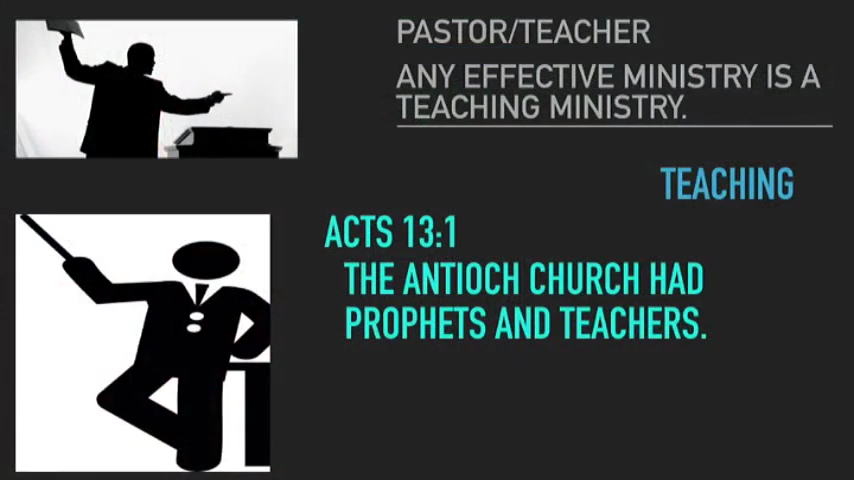 PASTOR/TEACHER
ANY EFFECTIVE MINISTRY IS A
TEACHING MINISTRY.
TEACHING
ACTS 13:1
THE ANTIOCH CHURCH HAD
PROPHETS AND TEACHERS.